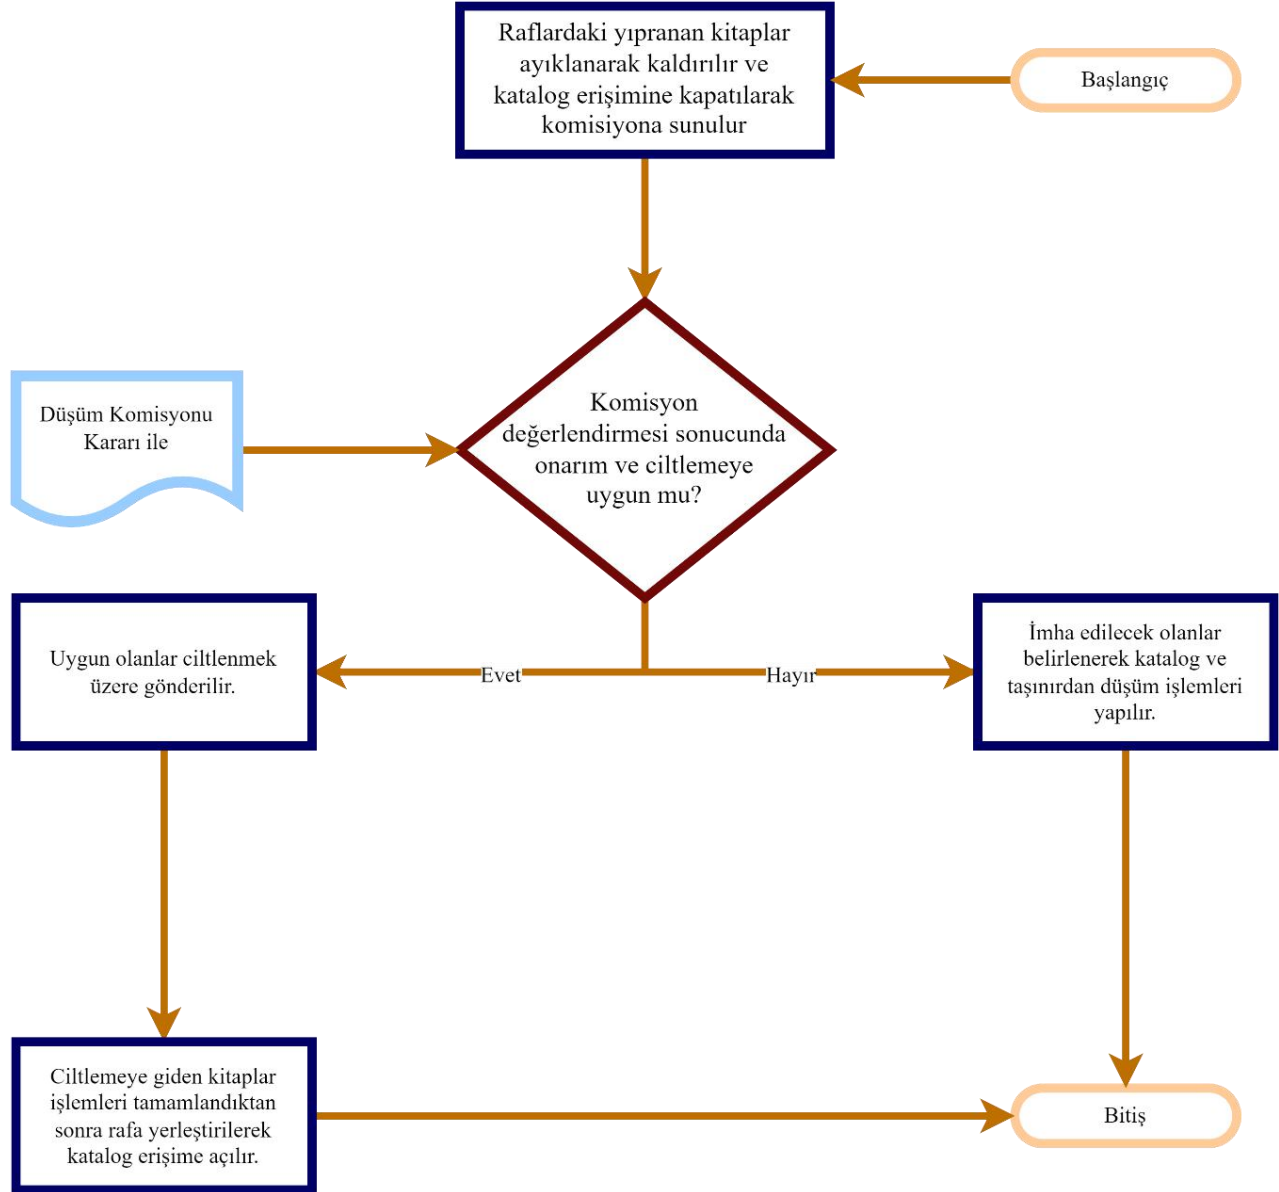 Raflardaki yıpranan kitaplar
ayıklanarak kaldırılır ve
katalog erişimine kapatılarak
komisiyona sunulur
Başlangıç
Düşüm Komisyonu
Kararı ile
Komisyon
değerlendirmesi sonucunda
onarım ve ciltlemeye
uygun mu?
Evet
Hayır
Uygun olanlar ciltlenmek
üzere gönderilir.
İmha edilecek olanlar
belirlenerek katalog ve
taşınırdan düşüm işlemleri
yapılır.
Ciltlemeye giden kitaplar
işlemleri tamamlandıktan
sonra rafa yerleştirilerek
katalog erişime açılır.
Bitiş